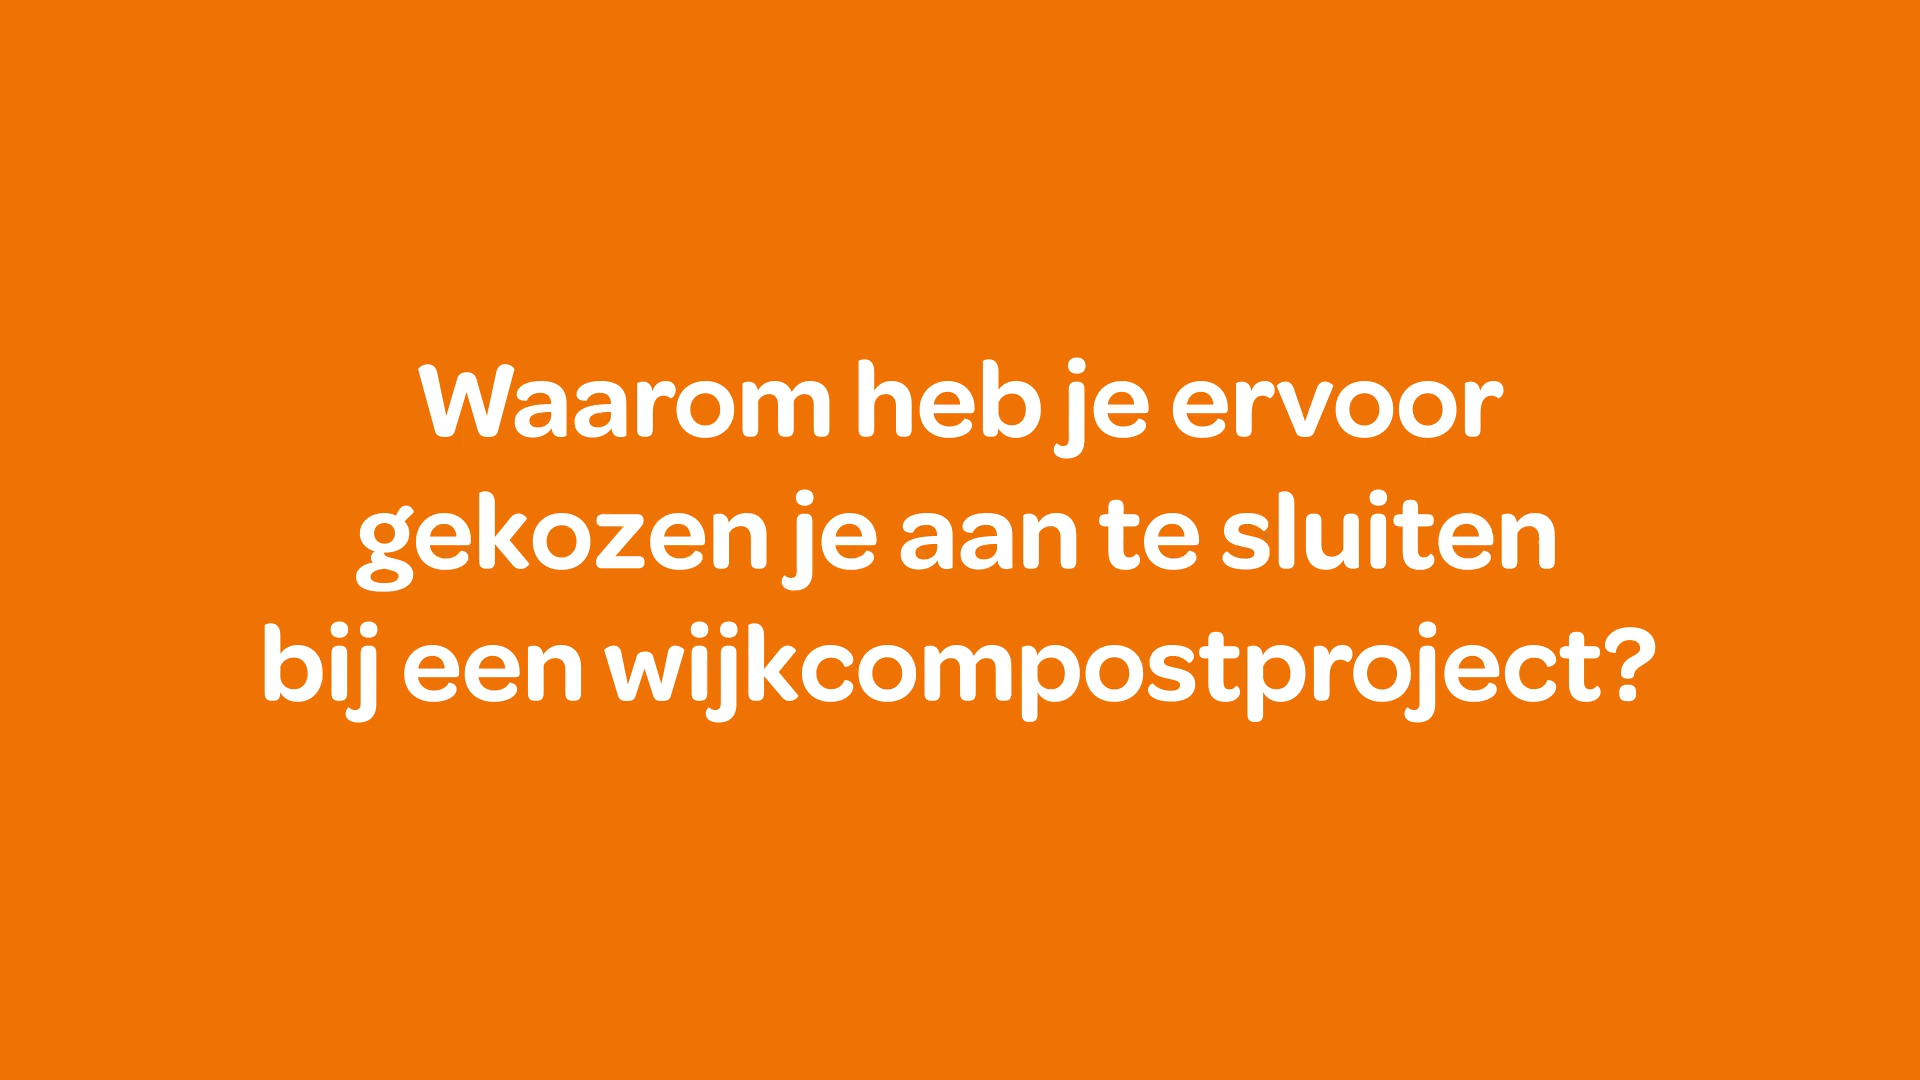 Waarom heb je ervoor
gekozen je aan te sluiten
bij een wijkcompostproject?